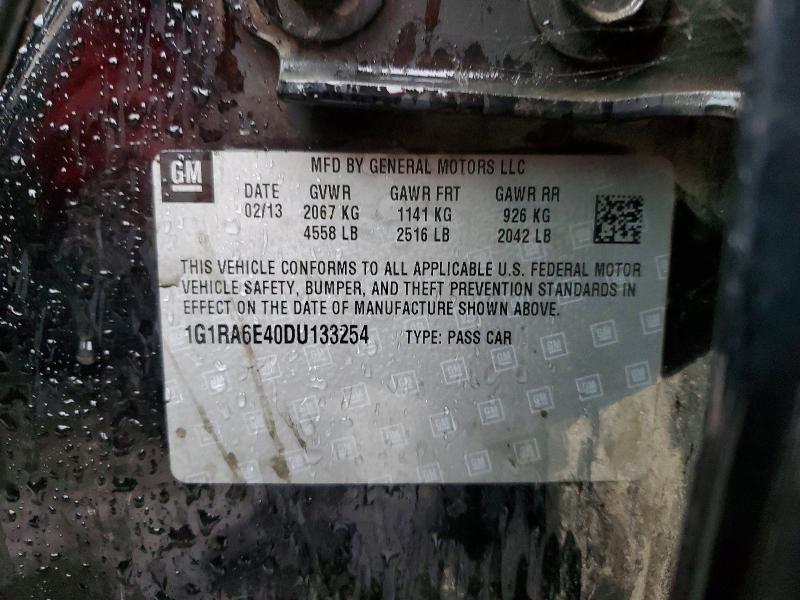 GM
MFD BY GENERAL MOTORS LLC
DATE GVWR GAWR FRT GAWR RR
02/13 2067 KG 1141 KG 926 KG
4558 LB 2516 LB 2042 LB
THIS VEHICLE CONFORMS TO ALL APPLICABLE U.S. FEDERAL MOTOR
VEHICLE SAFETY, BUMPER, AND THEFT PREVENTION STANDARDS IN
EFFECT ON THE DATE OF MANUFACTURE SHOWN ABOVE.
1G1RA6E40DU133254 TYPE: PASS CAR